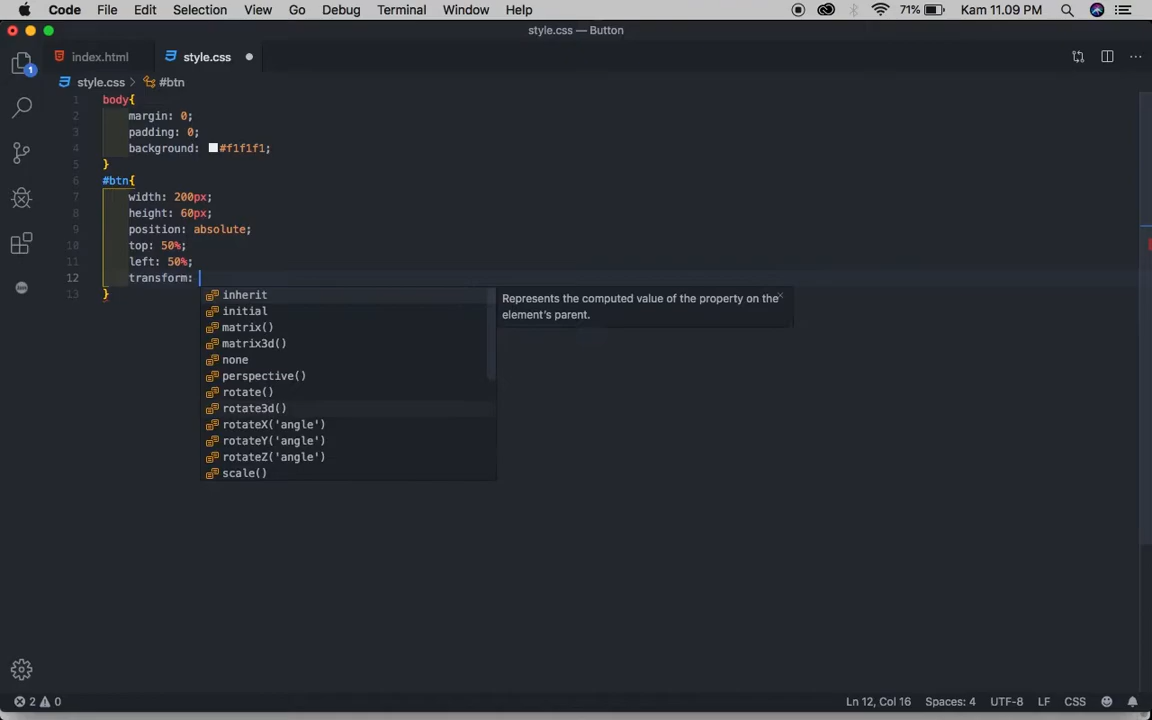 Code File Edit Selection View Go Debug Terminal Window Help 71% Kam 11.09 PM
style.css — Button
index.html style.css
style.css > #btn
1 body{
2 margin: 0;
3 padding: 0;
4 background: #f1f1f1;
5 }
6 #btn{
7 width: 200px;
8 height: 60px;
9 position: absolute;
10 top: 50%;
11 left: 50%;
12 transform:
13 }
inherit
initial
matrix()
matrix3d()
none
perspective()
rotate()
rotate3d()
rotateX('angle')
rotateY('angle')
rotateZ('angle')
scale()
Represents the computed value of the property on the
element's parent.
1
2 0 Ln 12, Col 16 Spaces: 4 UTF-8 LF CSS